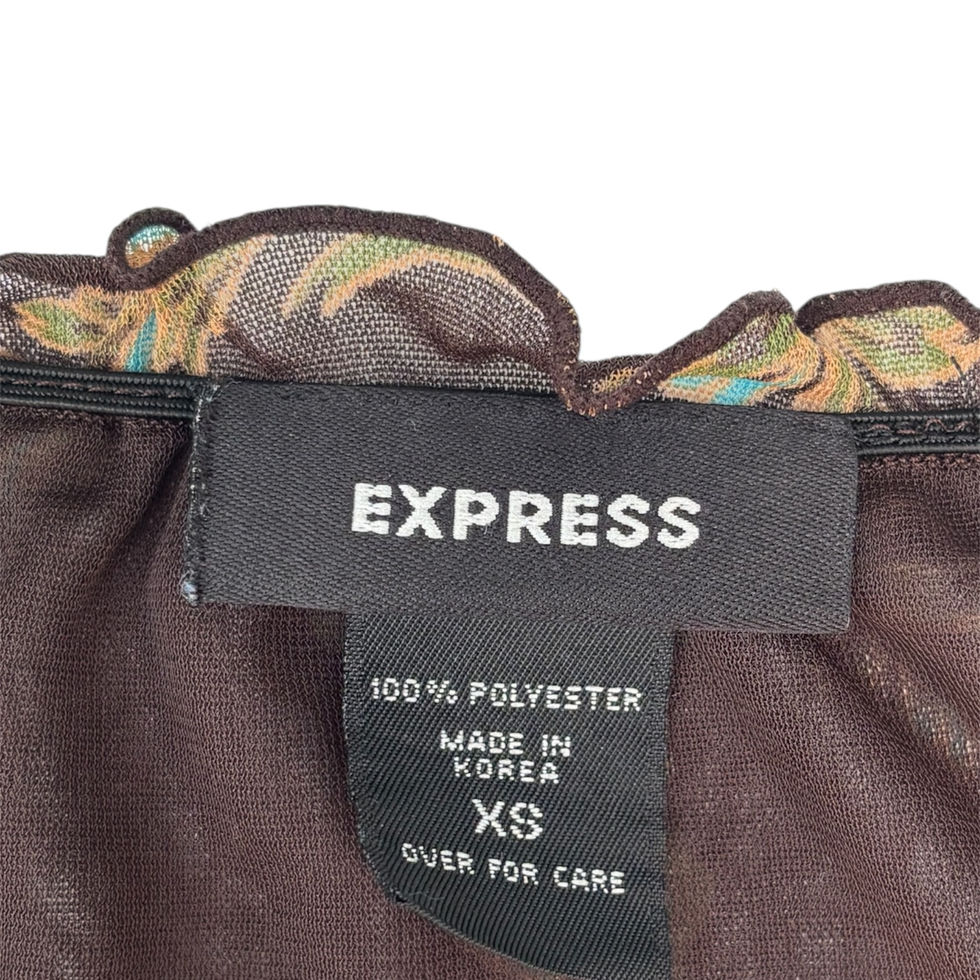 EXPRESS
100% POLYESTER
MADE IN
KOREA
XS
OVER FOR CARE